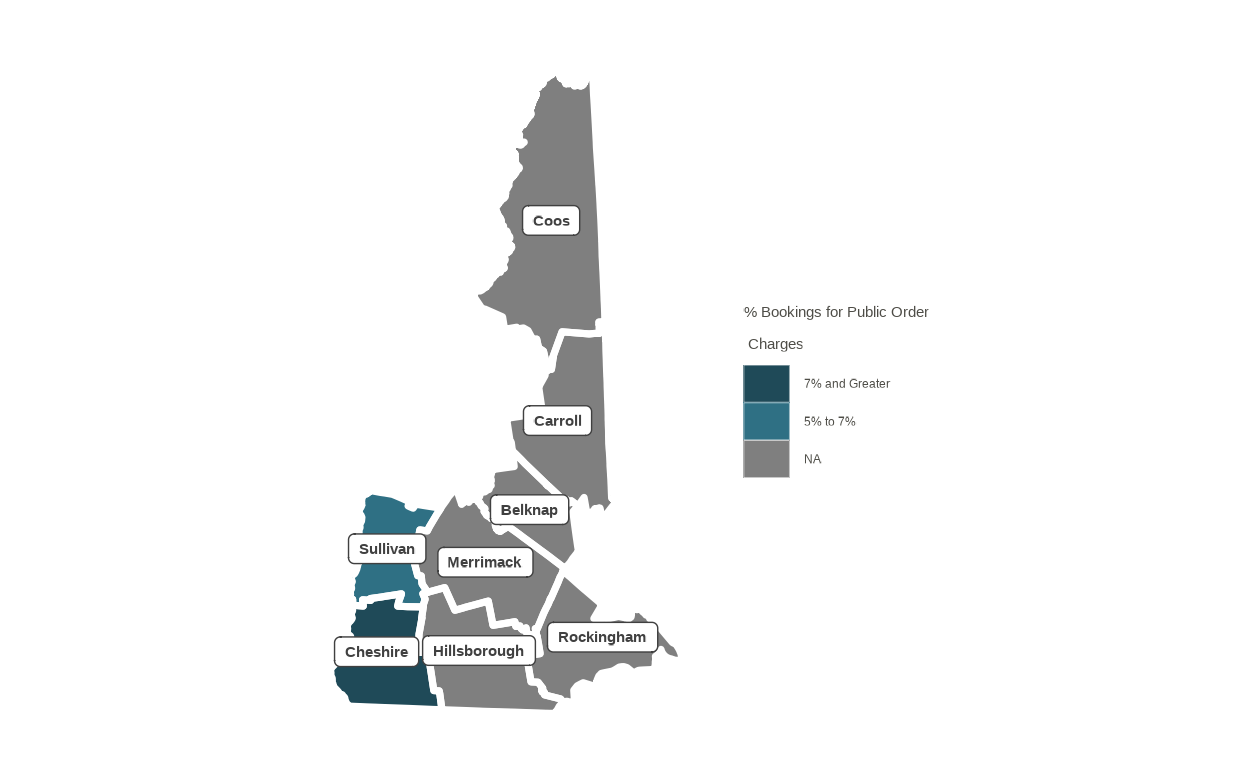 Coos
% Bookings for Public Order
Charges
7% and Greater
5% to 7%
NA
Carroll
Belknap
Sullivan
Merrimack
Rockingham
Cheshire
Hillsborough